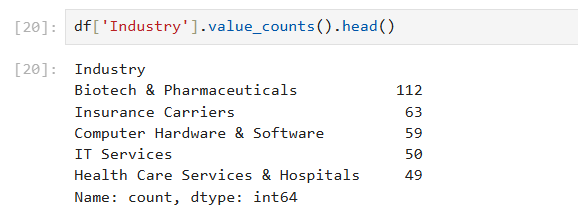 [20]: df['Industry'].value_counts().head()
[20]: Industry
Biotech & Pharmaceuticals 112
Insurance Carriers 63
Computer Hardware & Software 59
IT Services 50
Health Care Services & Hospitals 49
Name: count, dtype: int64